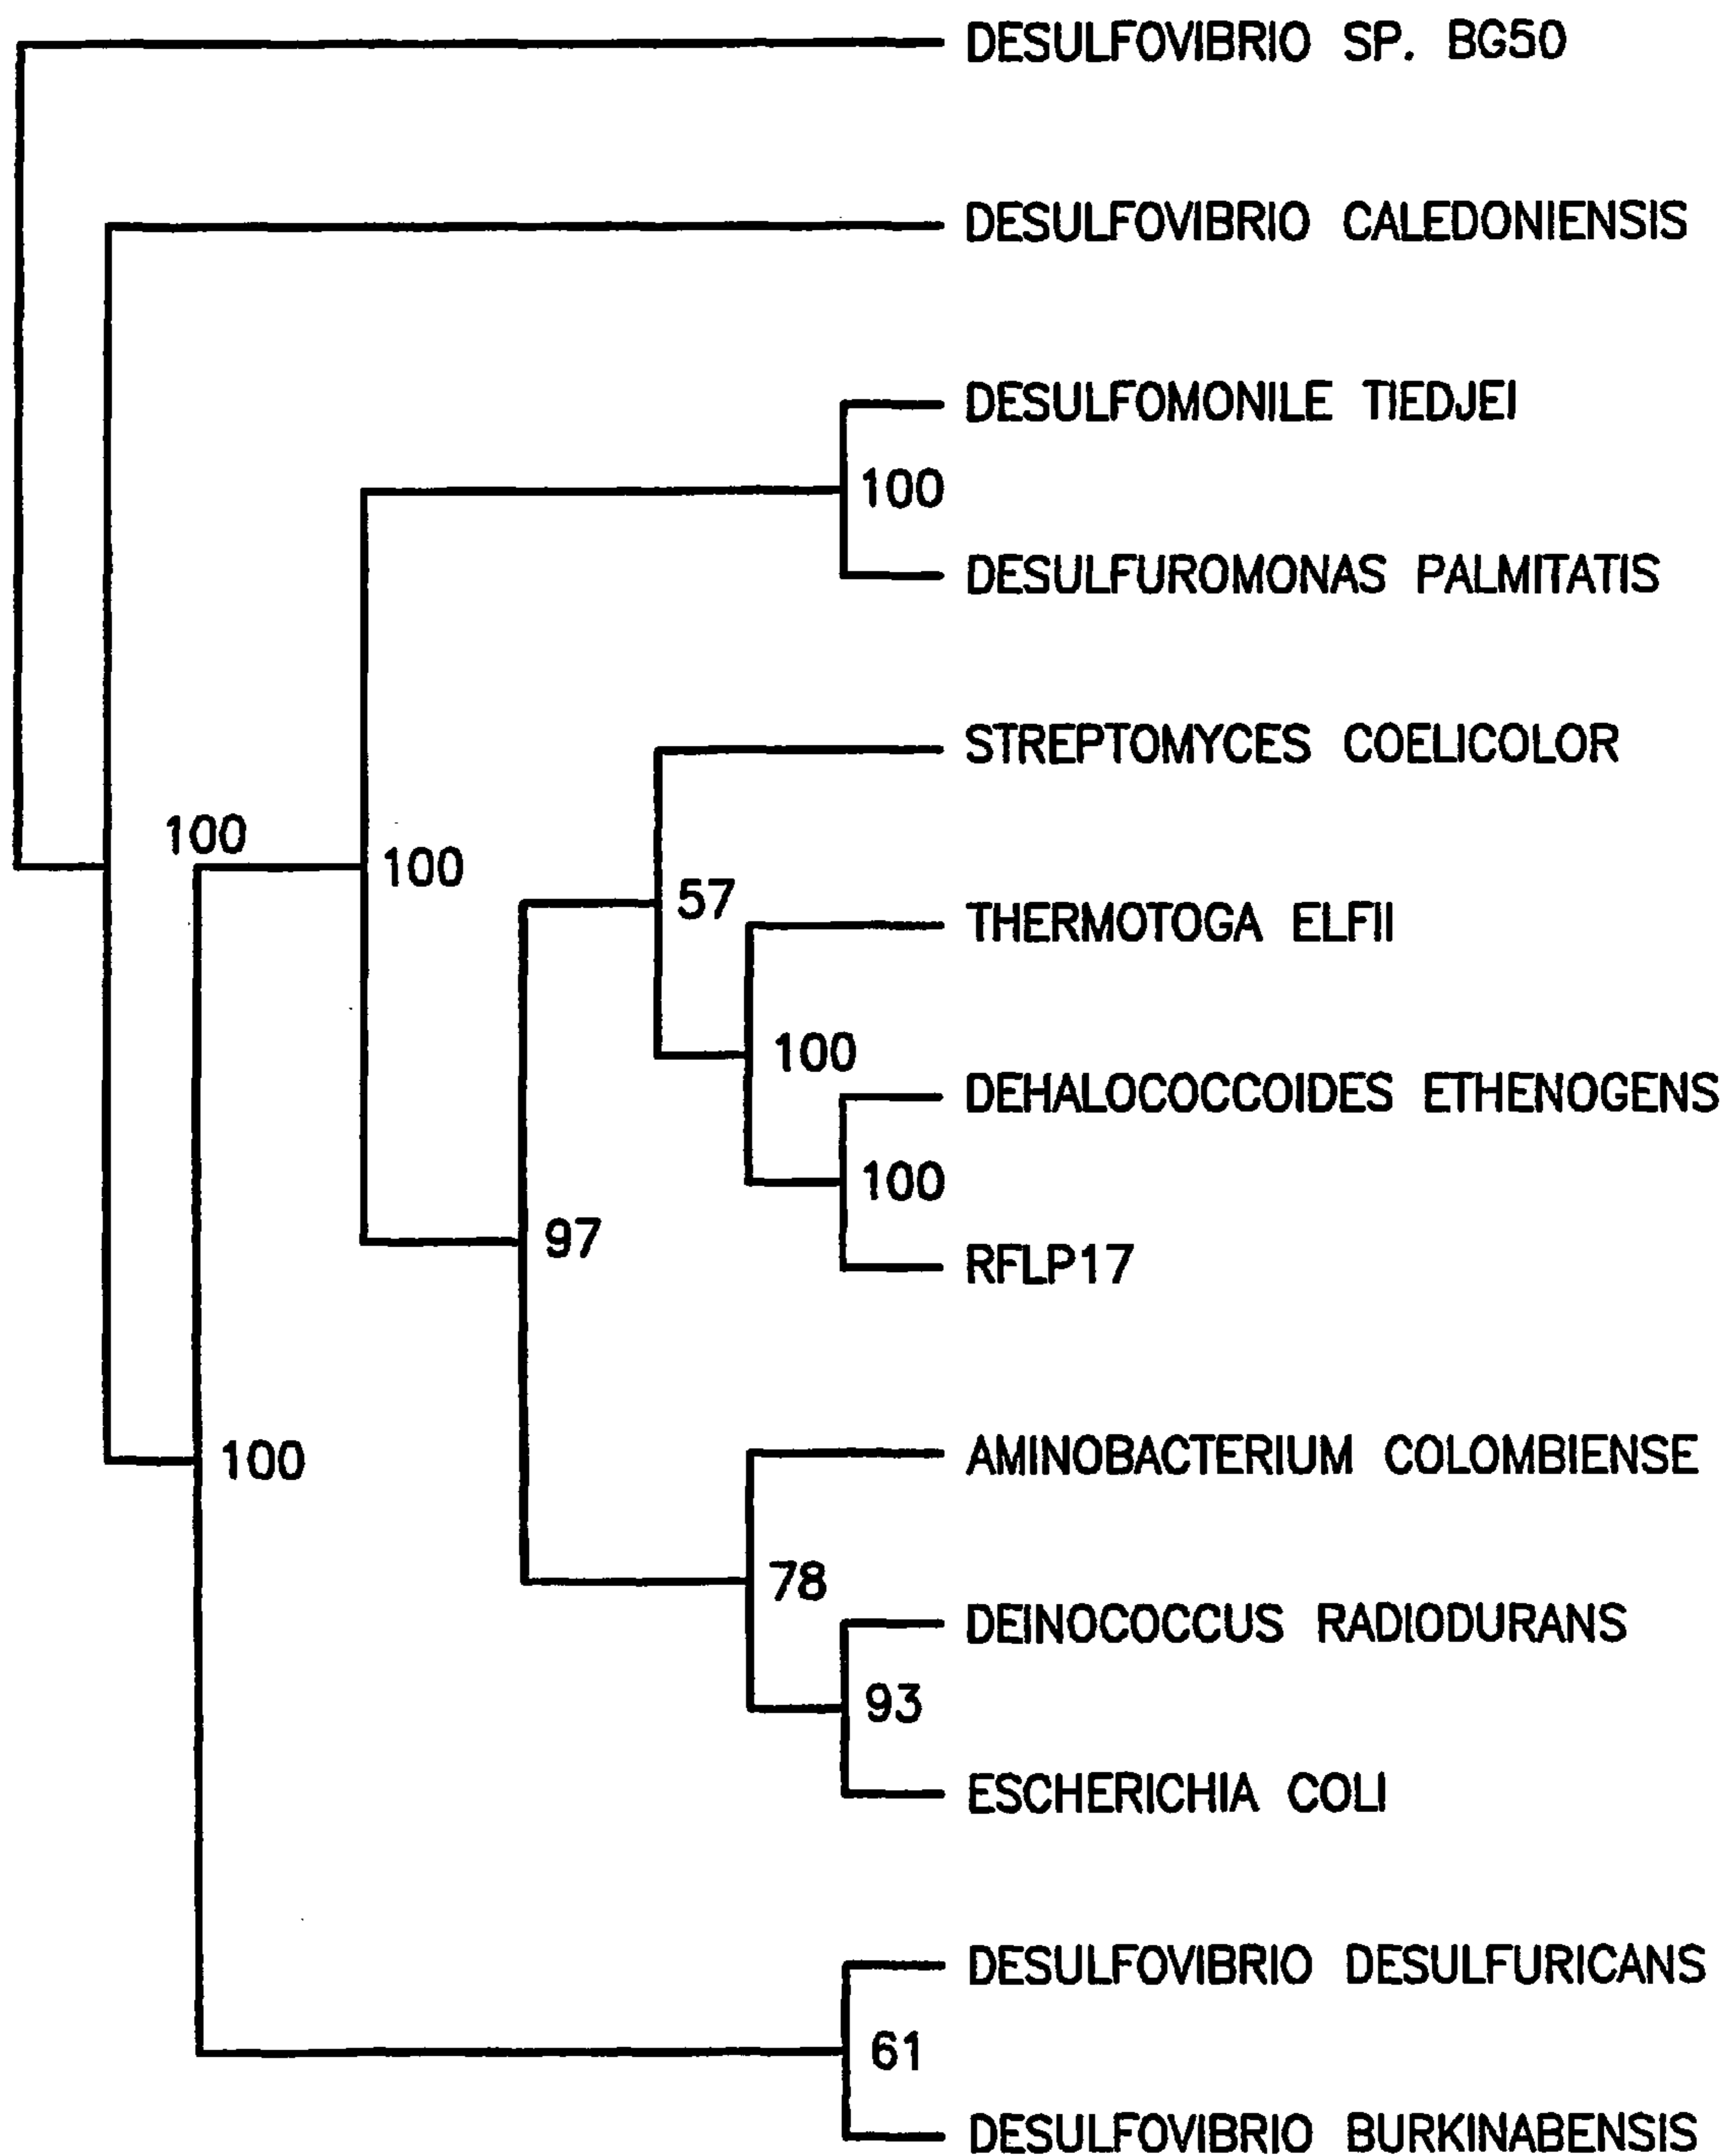 DESULFOVIBRIO SP. BG50
DESULFOVIBRIO CALEDONIENSIS
DESULFOMONILE TIEDJEI
100
DESULFUROMONAS PALMITATIS
STREPTOMYCES COELICOLOR
100
100
57
THERMOTOGA ELFII
100
DEHALOCOCCOIDES ETHENOGENS
100
97
RFLP17
AMINOBACTERIUM COLOMBIENSE
100
78
DEINOCOCCUS RADIODURANS
93
ESCHERICHIA COLI
DESULFOVIBRIO DESULFURICANS
61
DESULFOVIBRIO BURKINABENSIS